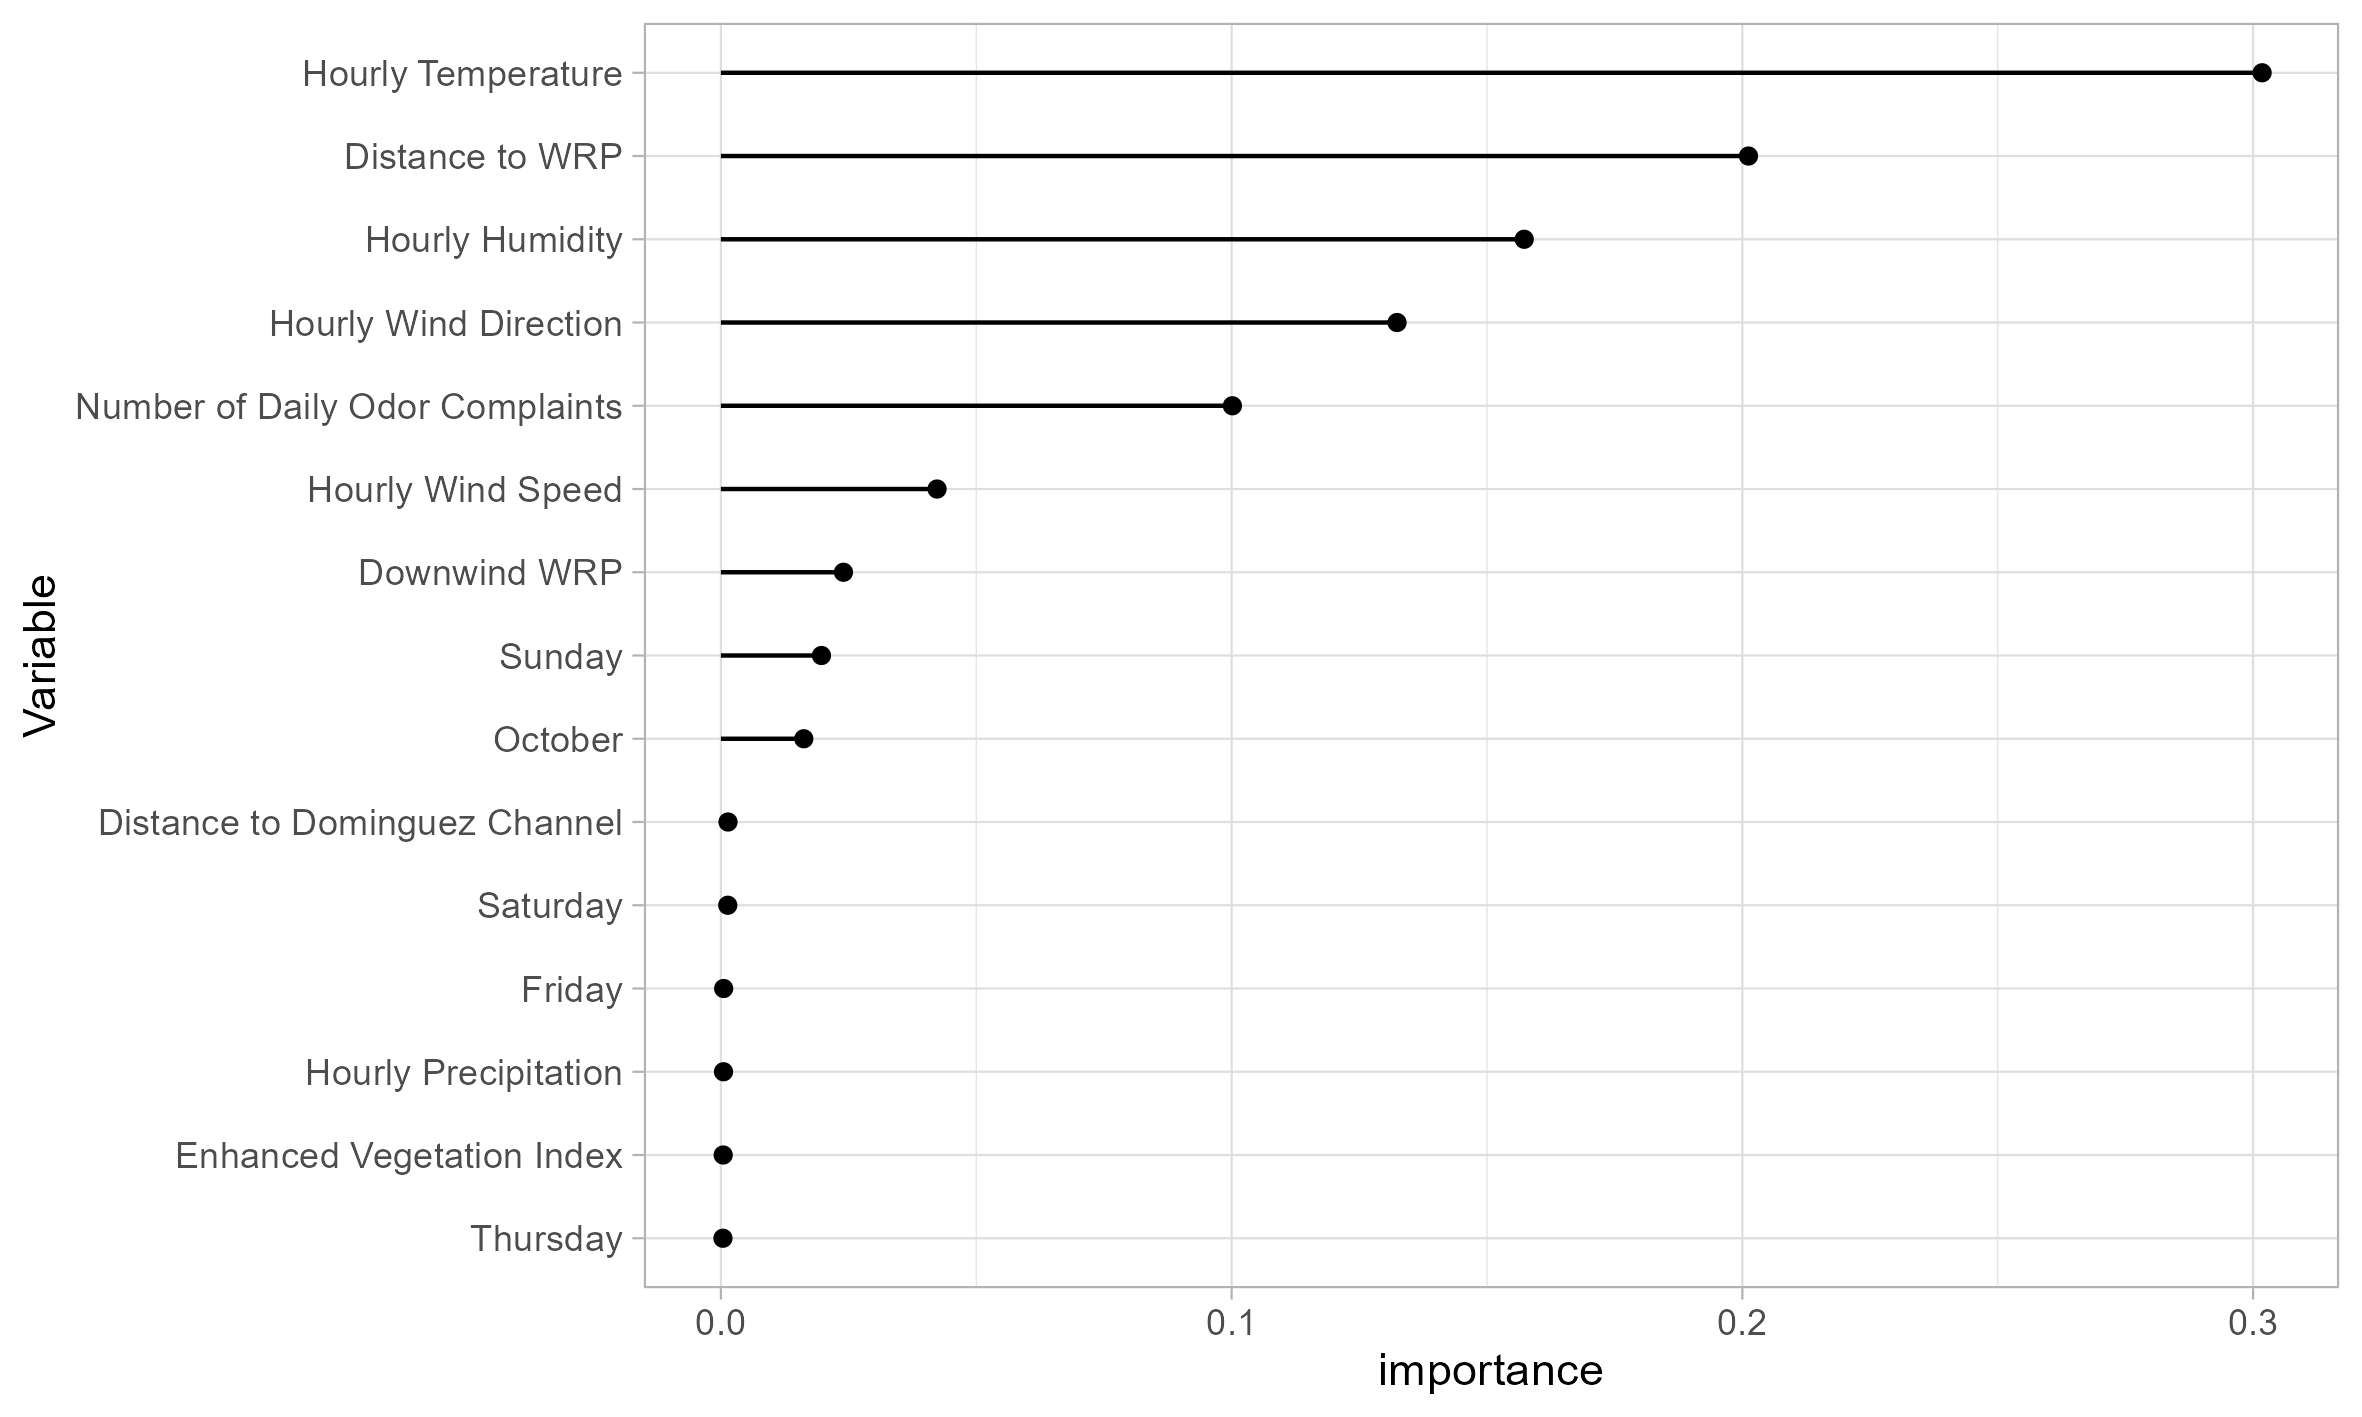 Hourly Temperature
Distance to WRP
Hourly Humidity
Hourly Wind Direction
Number of Daily Odor Complaints
Hourly Wind Speed
Downwind WRP
Sunday
October
Distance to Dominguez Channel
Saturday
Friday
Hourly Precipitation
Enhanced Vegetation Index
Thursday
Variable
0.0 0.1 0.2 0.3
importance